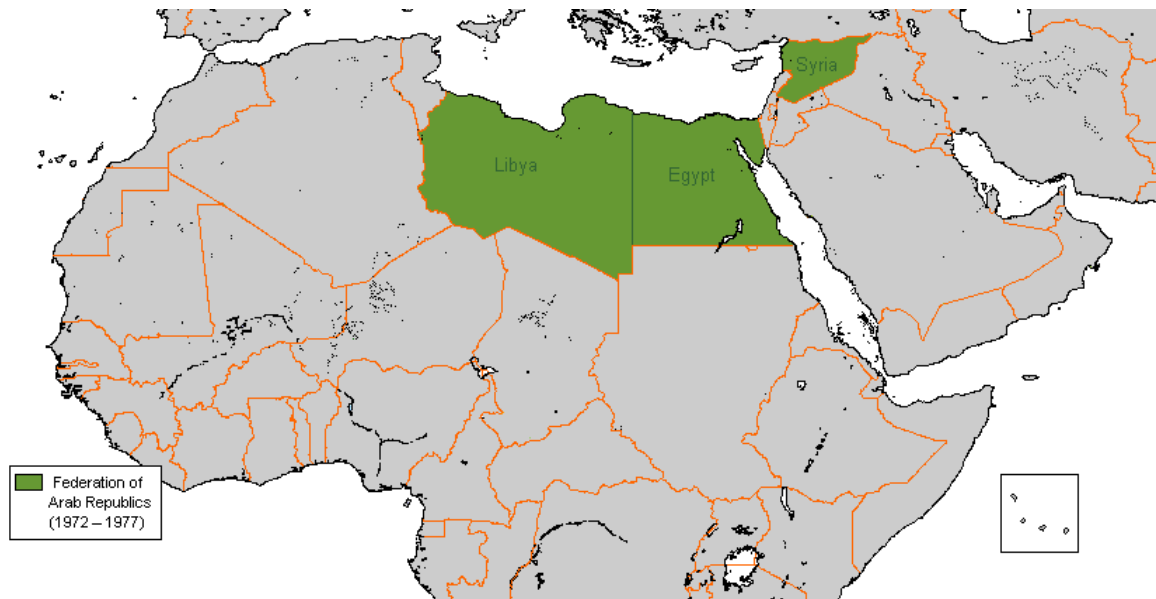 Syria
Libya
Egypt
Federation of
Arab Republics
(1972 – 1977)